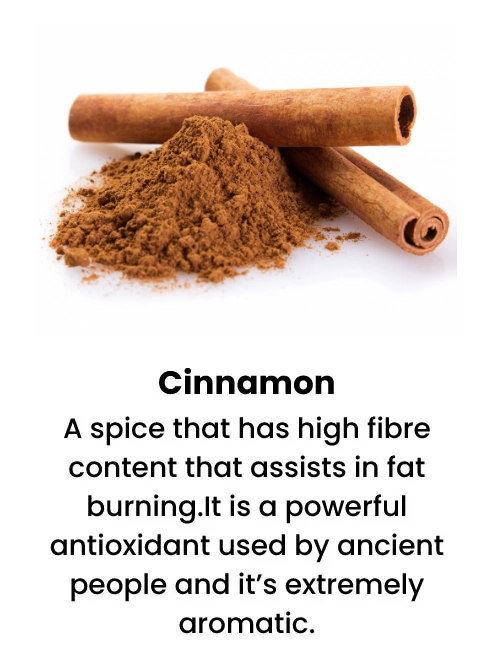 Cinnamon
A spice that has high fibre
content that assists in fat
burning.It is a powerful
antioxidant used by ancient
people and it’s extremely
aromatic.